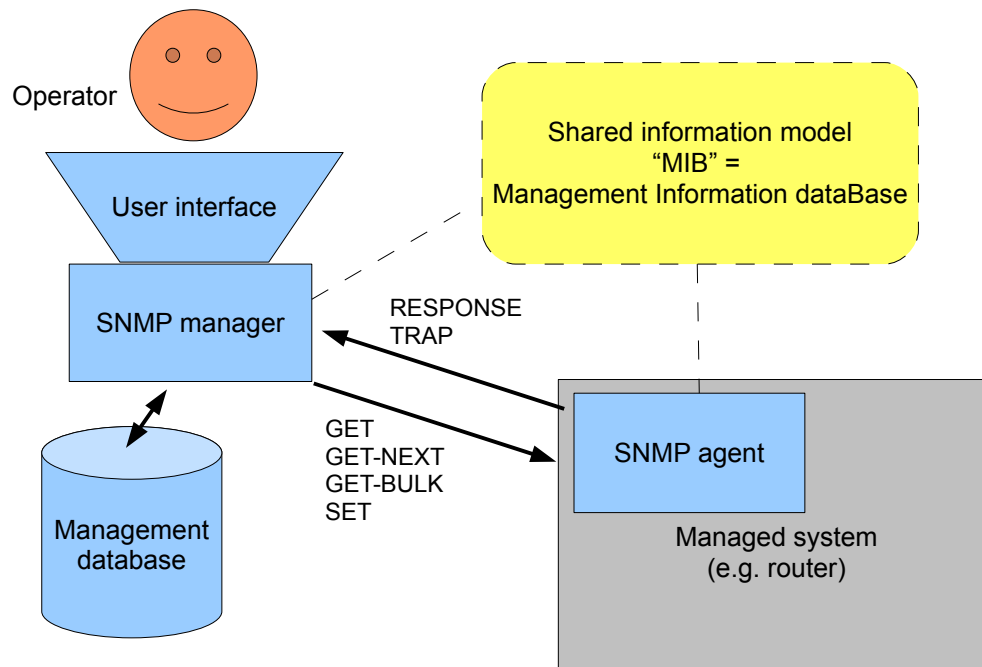 Operator
User interface
SNMP manager
Management
database
Shared information model
“MIB” =
Management Information dataBase
RESPONSE
TRAP
GET
GET-NEXT
GET-BULK
SET
SNMP agent
Managed system
(e.g. router)